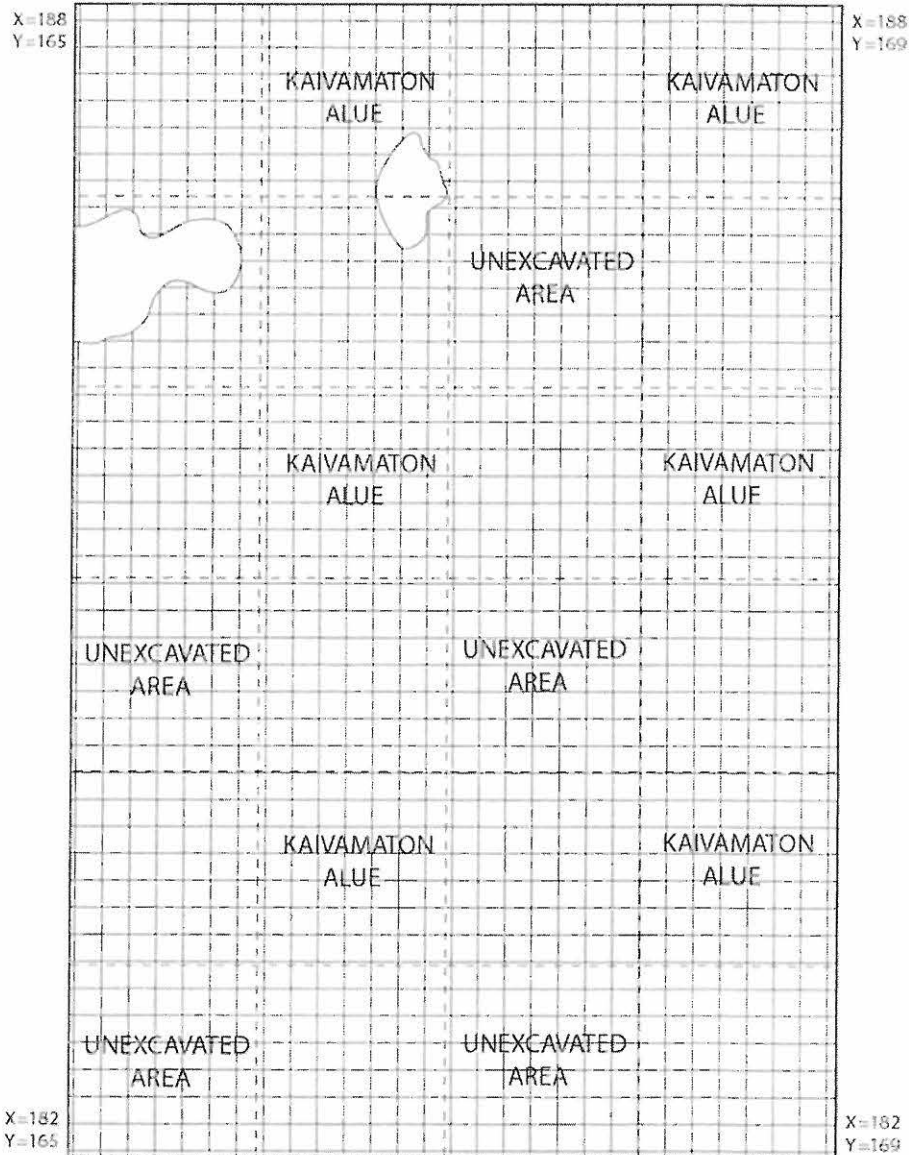 X=188
Y=165
X=188
Y=169
KAIVAMATON
ALUE
KAIVAMATON
ALUE
UNEXCAVATED
AREA
KAIVAMATON
ALUE
KAIVAMATON
ALUE
UNEXCAVATED
AREA
UNEXCAVATED
AREA
KAIVAMATON
ALUE
KAIVAMATON
ALUE
UNEXCAVATED
AREA
UNEXCAVATED
AREA
X=182
Y=165
X=182
Y=169